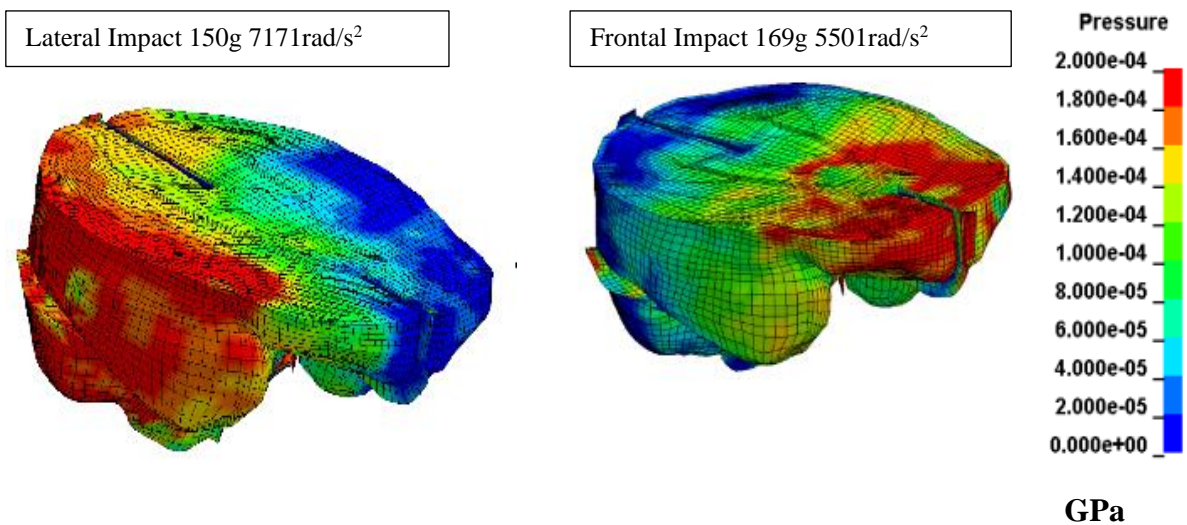 Lateral Impact 150g 7171rad/s²
Frontal Impact 169g 5501rad/s²
Pressure
2.000e-04
1.800e-04
1.600e-04
1.400e-04
1.200e-04
1.000e-04
8.000e-05
6.000e-05
4.000e-05
2.000e-05
0.000e+00
GPa